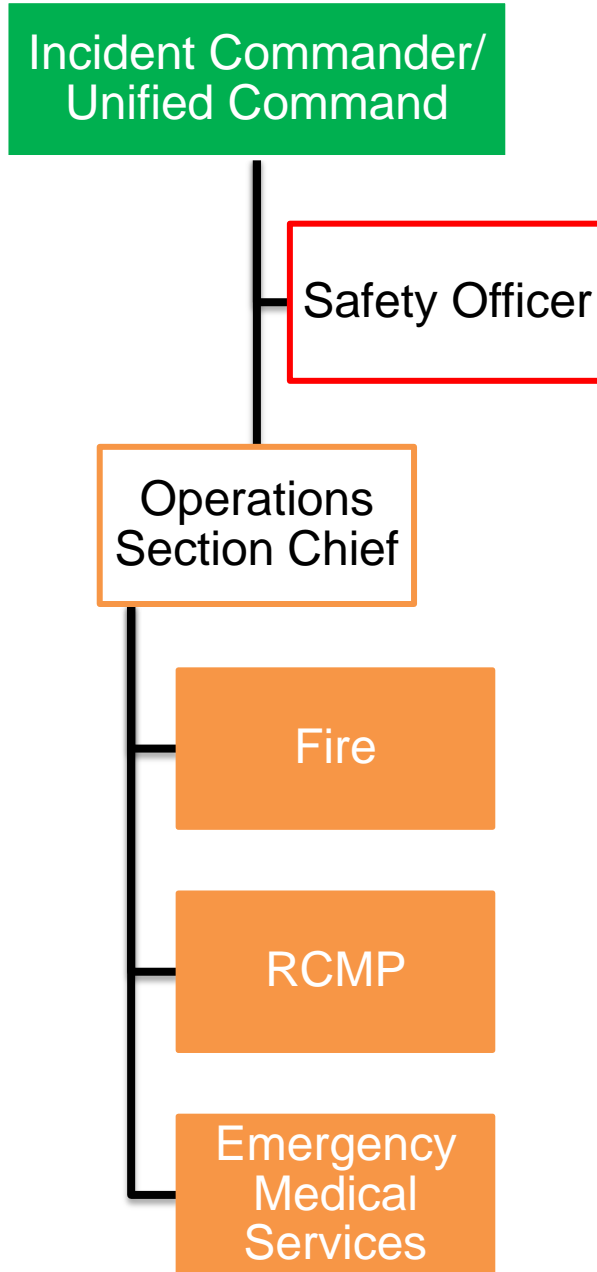 Incident Commander/
Unified Command
Safety Officer
Operations
Section Chief
Fire
RCMP
Emergency
Medical
Services